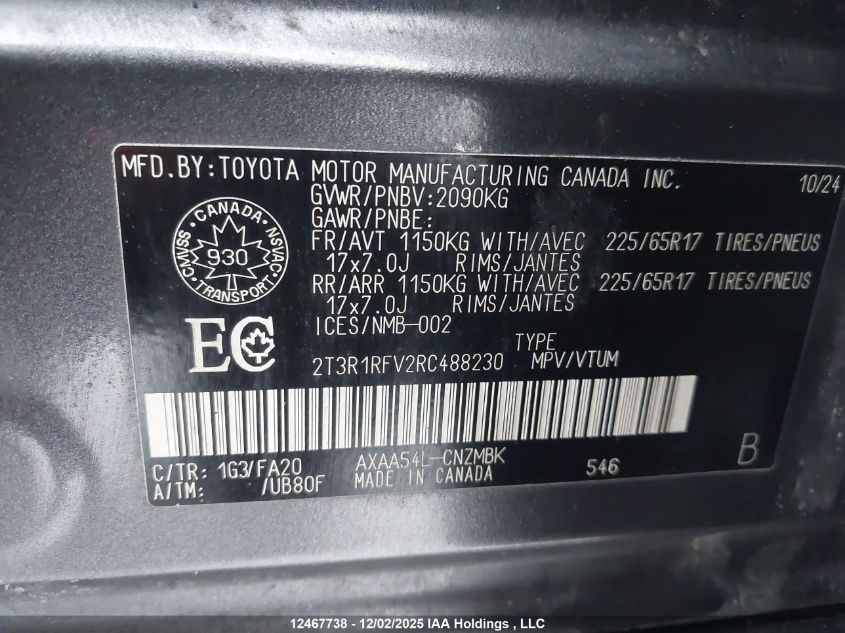 MFD.BY:TOYOTA MOTOR MANUFACTURING CANADA INC. 10/24
GVWR/PNBV:2090KG
GAWR/PNBE:
FR/AVT 1150KG WITH/AVEC 225/65R17 TIRES/PNEUS
17x7.0J RIMS/JANTES
RR/ARR 1150KG WITH/AVEC 225/65R17 TIRES/PNEUS
17x7.0J RIMS/JANTES
ICES/NMB-002
CANADA
CMVSS 930 NSVAC
TRANSPORT
EC
TYPE
2T3R1RFV2RC488230 MPV/VTUM
C/TR: 1G3/FA20 AXAA54L-CNZMBK 546 B
A/TM: /UB80F MADE IN CANADA
12467738 - 12/02/2025 IAA Holdings , LLC